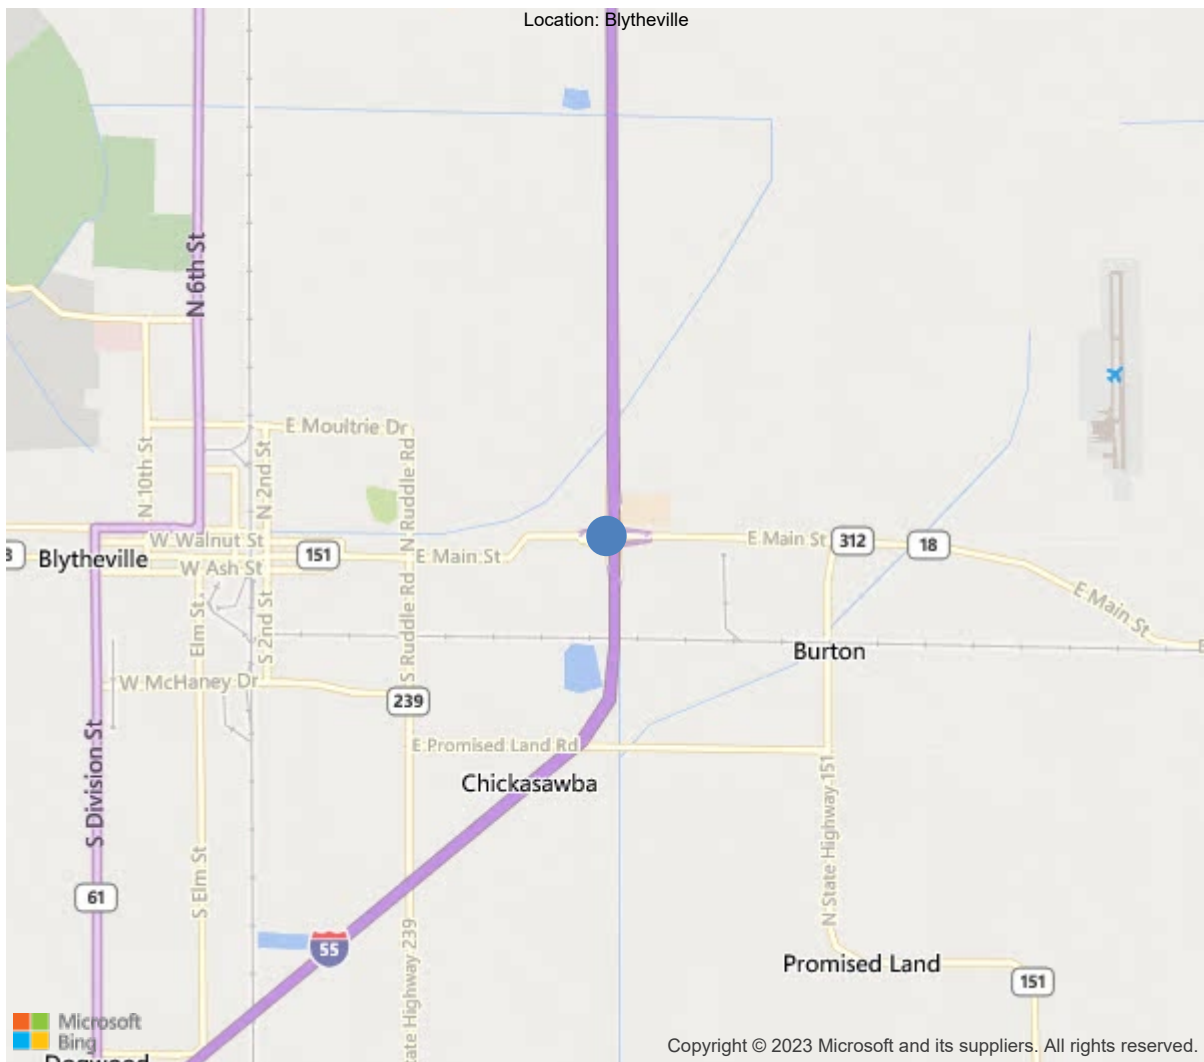 Location: Blytheville
N 6th St
E Moultrie Dr
N 10th St
N 2nd St
N Ruddle Rd
W Walnut St
151
E Main St
E Main St
312
18
Blytheville
W Ash St
E Main St
Elm St
S 2nd St
S Ruddle Rd
Burton
W McHaney Dr
239
E Promised Land Rd
Chickasawba
S Division St
N State Highway 151
S Elm St
61
55
Promised Land
151
Microsoft
Bing
Copyright © 2023 Microsoft and its suppliers. All rights reserved.